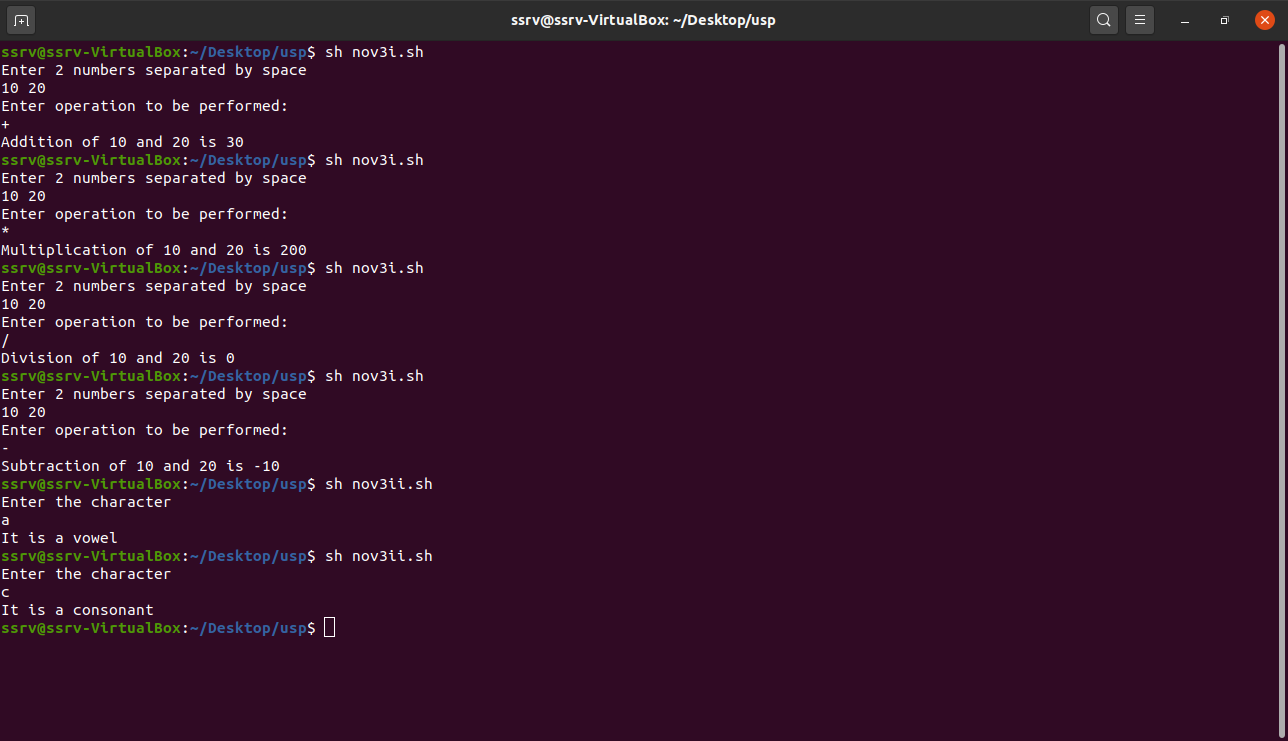 ssrv@ssrv-VirtualBox: ~/Desktop/usp
ssrv@ssrv-VirtualBox:~/Desktop/usp$ sh nov3i.sh
Enter 2 numbers separated by space
10 20
Enter operation to be performed:
+
Addition of 10 and 20 is 30
ssrv@ssrv-VirtualBox:~/Desktop/usp$ sh nov3i.sh
Enter 2 numbers separated by space
10 20
Enter operation to be performed:
*
Multiplication of 10 and 20 is 200
ssrv@ssrv-VirtualBox:~/Desktop/usp$ sh nov3i.sh
Enter 2 numbers separated by space
10 20
Enter operation to be performed:
/
Division of 10 and 20 is 0
ssrv@ssrv-VirtualBox:~/Desktop/usp$ sh nov3i.sh
Enter 2 numbers separated by space
10 20
Enter operation to be performed:
-
Subtraction of 10 and 20 is -10
ssrv@ssrv-VirtualBox:~/Desktop/usp$ sh nov3ii.sh
Enter the character
a
It is a vowel
ssrv@ssrv-VirtualBox:~/Desktop/usp$ sh nov3ii.sh
Enter the character
c
It is a consonant
ssrv@ssrv-VirtualBox:~/Desktop/usp$